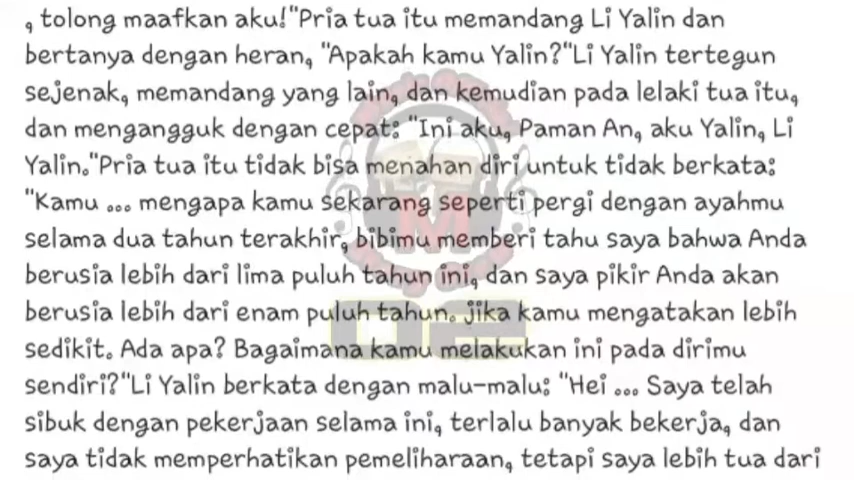 , tolong maafkan aku!"Pria tua itu memandang Li Yalin dan
bertanya dengan heran, "Apakah kamu Yalin?"Li Yalin tertegun
sejenak, memandang yang lain, dan kemudian pada lelaki tua itu,
dan mengangguk dengan cepat: "Ini aku, Paman An, aku Yalin, Li
Yalin."Pria tua itu tidak bisa menahan diri untuk tidak berkata:
"Kamu ... mengapa kamu sekarang seperti pergi dengan ayahmu
selama dua tahun terakhir, bibimu memberi tahu saya bahwa Anda
berusia lebih dari lima puluh tahun ini, dan saya pikir Anda akan
berusia lebih dari enam puluh tahun. jika kamu mengatakan lebih
sedikit. Ada apa? Bagaimana kamu melakukan ini pada dirimu
sendiri?"Li Yalin berkata dengan malu-malu: "Hei ... Saya telah
sibuk dengan pekerjaan selama ini, terlalu banyak bekerja, dan
saya tidak memperhatikan pemeliharaan, tetapi saya lebih tua dari